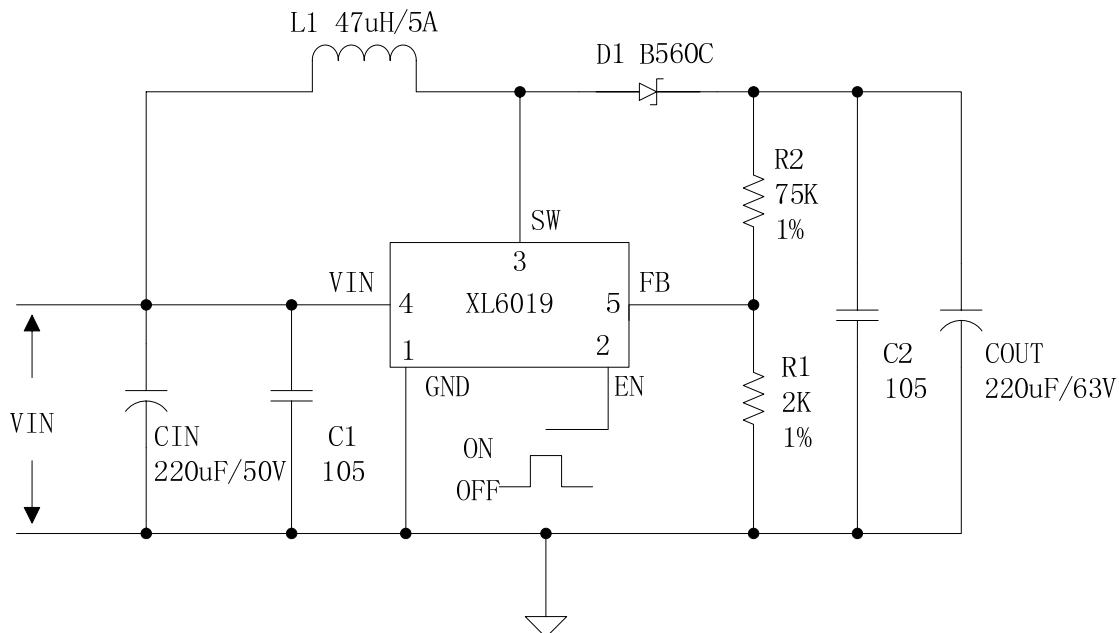 L1 47uH/5A
D1 B560C
R2
75K
1%
SW
3
VIN
4
XL6019
5
FB
1
2
GND
EN
VIN
CIN
220uF/50V
C1
105
ON
OFF
R1
2K
1%
C2
105
COUT
220uF/63V